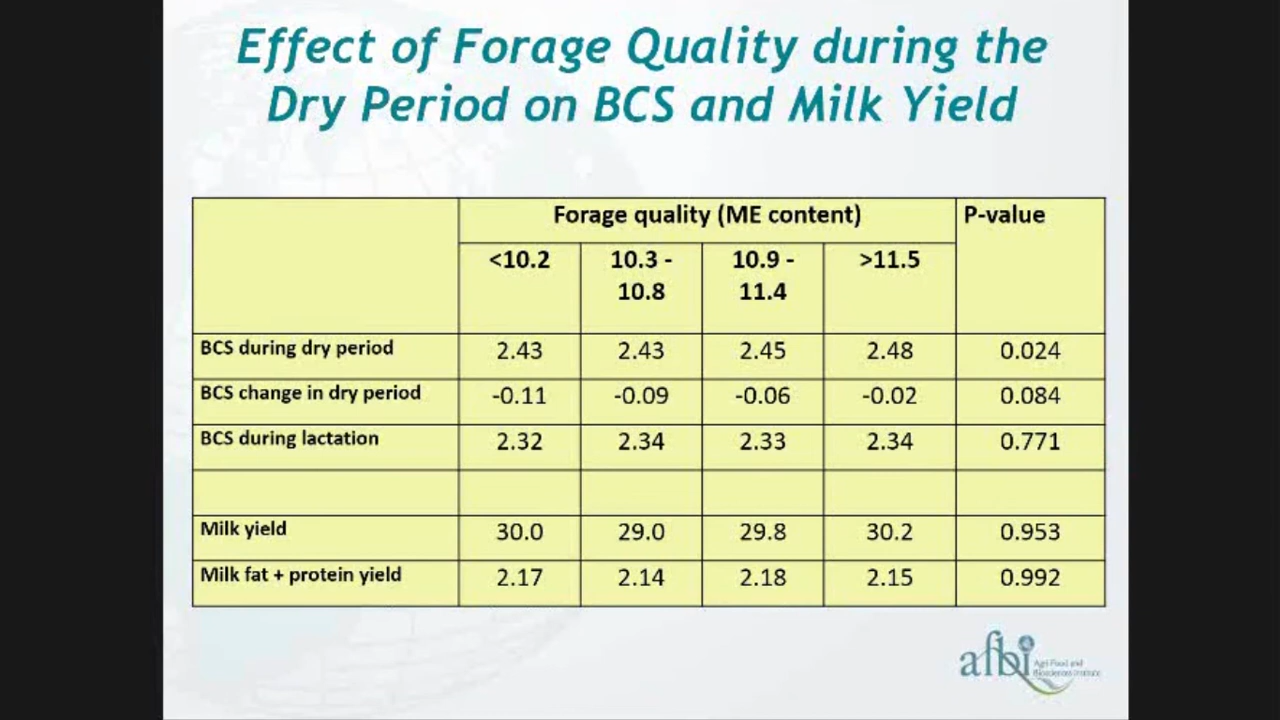 Effect of Forage Quality during the
Dry Period on BCS and Milk Yield
Forage quality (ME content) P-value
<10.2 10.3 - 10.9 - >11.5
10.8 11.4
BCS during dry period 2.43 2.43 2.45 2.48 0.024
BCS change in dry period -0.11 -0.09 -0.06 -0.02 0.084
BCS during lactation 2.32 2.34 2.33 2.34 0.771
Milk yield 30.0 29.0 29.8 30.2 0.953
Milk fat + protein yield 2.17 2.14 2.18 2.15 0.992
afbi
Agri-Food and
Biosciences Institute